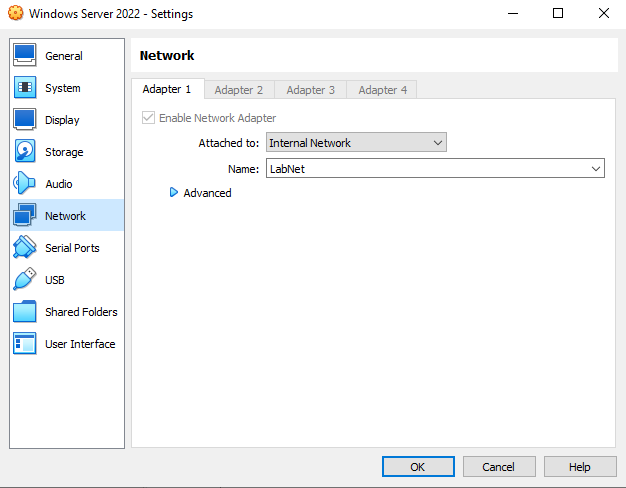 Windows Server 2022 - Settings
General
System
Display
Storage
Audio
Network
Serial Ports
USB
Shared Folders
User Interface
Network
Adapter 1 Adapter 2 Adapter 3 Adapter 4
Enable Network Adapter
Attached to: Internal Network
Name: LabNet
Advanced
OK Cancel Help